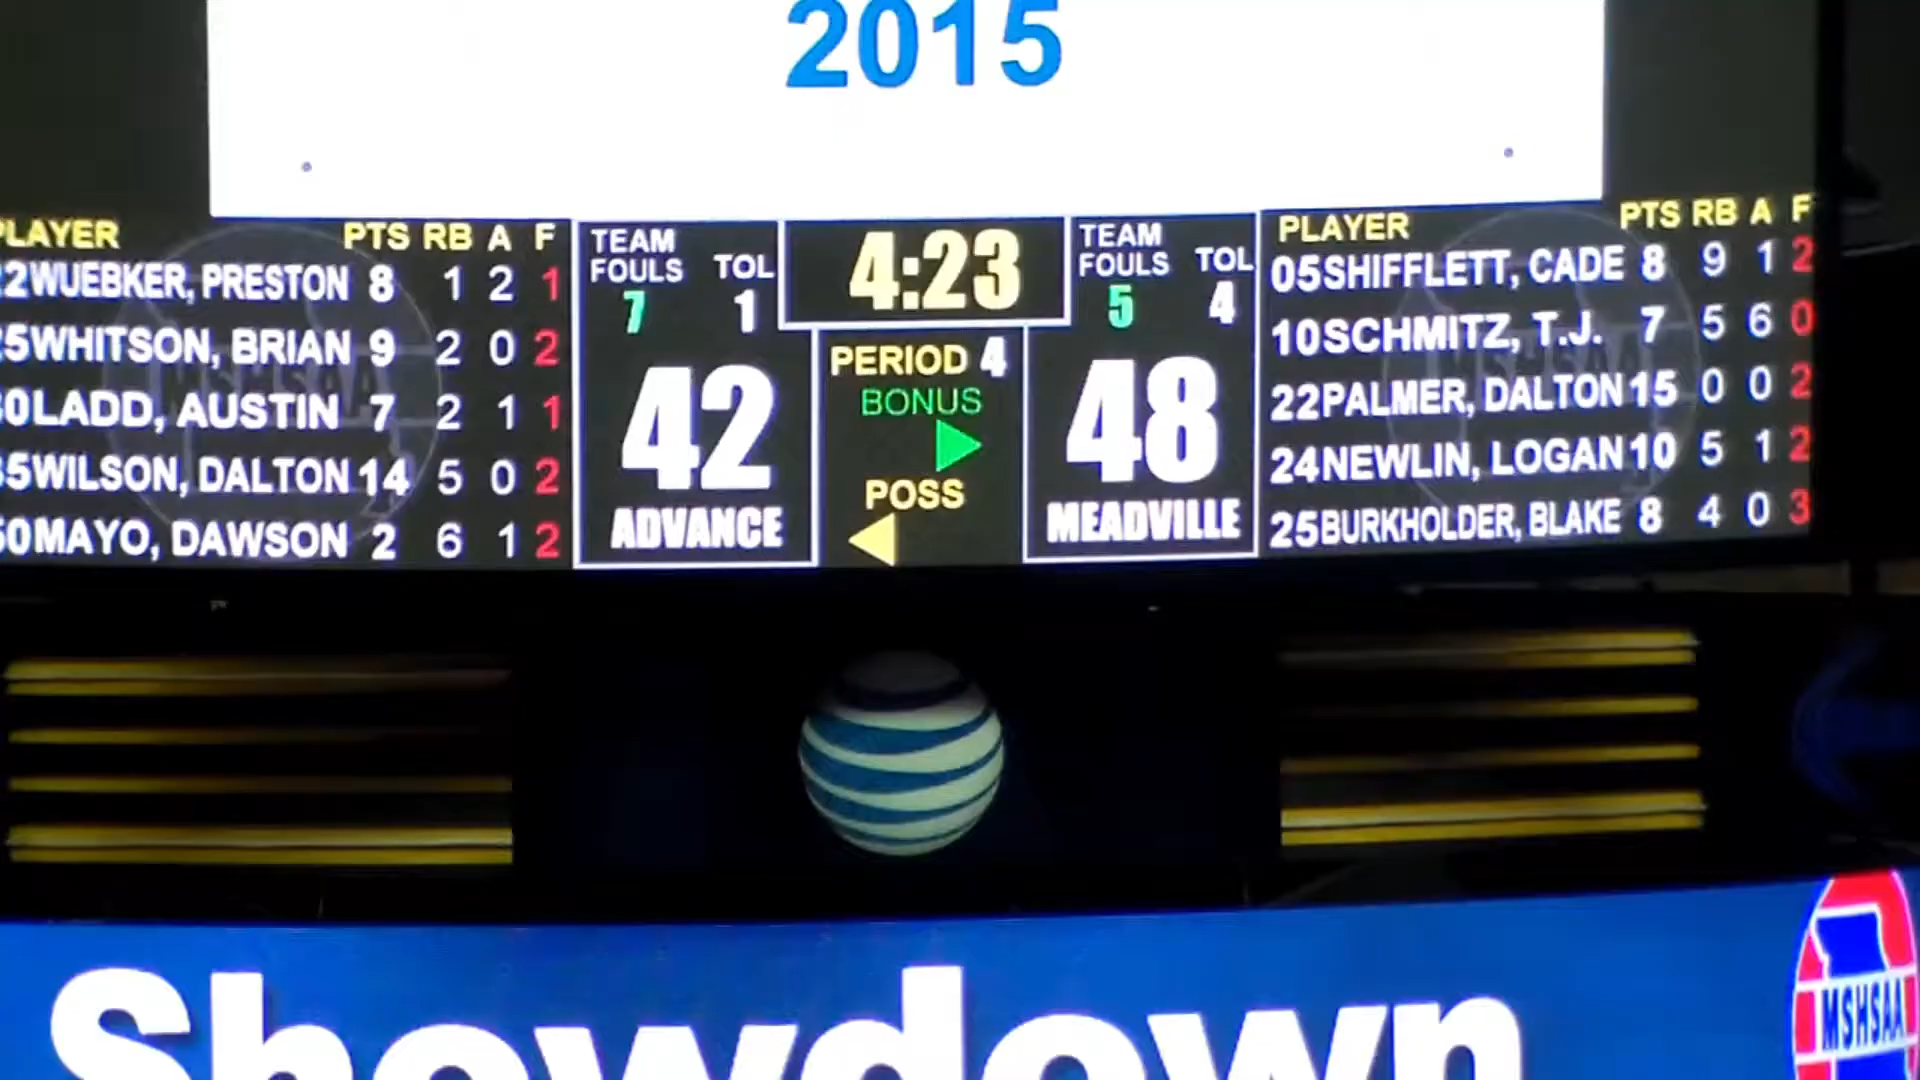 2015
PLAYER PTS RB A F
2WUEBKER, PRESTON 8 1 2 1
5WHITSON, BRIAN 9 2 0 2
0LADD, AUSTIN 7 2 1 1
5WILSON, DALTON 14 5 0 2
0MAYO, DAWSON 2 6 1 2
TEAM
FOULS TOL
7 1
42
ADVANCE
4:23
PERIOD 4
BONUS
POSS
TEAM
FOULS TOL
5 4
48
MEADVILLE
PLAYER PTS RB A F
05SHIFFLETT, CADE 8 9 1 2
10SCHMITZ, T.J. 7 5 6 0
22PALMER, DALTON 15 0 0 2
24NEWLIN, LOGAN 10 5 1 2
25BURKHOLDER, BLAKE 8 4 0 3
MSHSAA
Showdown
MSHSAA